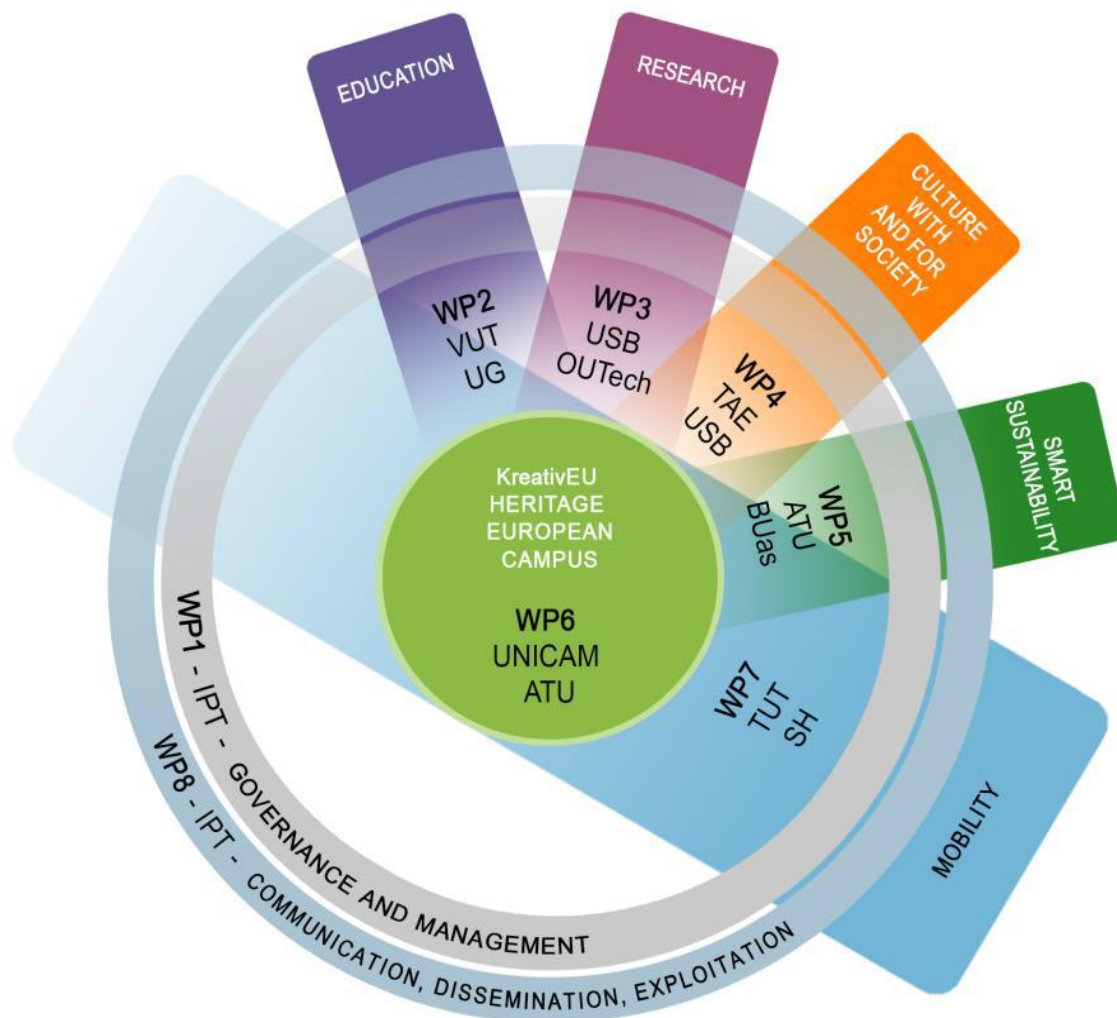 EDUCATION
RESEARCH
CULTURE
WITH
AND FOR
SOCIETY
SMART
SUSTAINABILITY
MOBILITY
WP2
VUT
UG
WP3
USB
OUTech
WP4
TAE
USB
WP5
ATU
BUas
KreativEU
HERITAGE
EUROPEAN
CAMPUS
WP6
UNICAM
ATU
WP7
TUT
SH
WP1 - IPT - GOVERNANCE AND MANAGEMENT
WP8 - IPT - COMMUNICATION, DISSEMINATION, EXPLOITATION